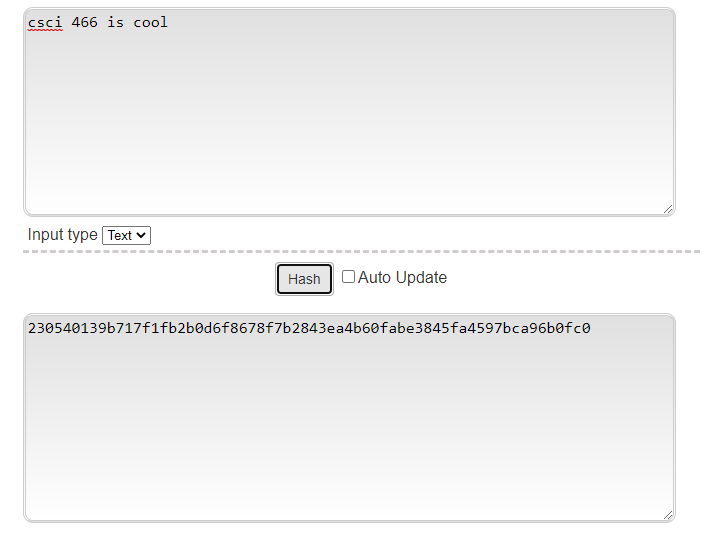 csci 466 is cool
Input type Text
Hash Auto Update
230540139b717f1fb2b0d6f8678f7b2843ea4b60fabe3845fa4597bca96b0fc0